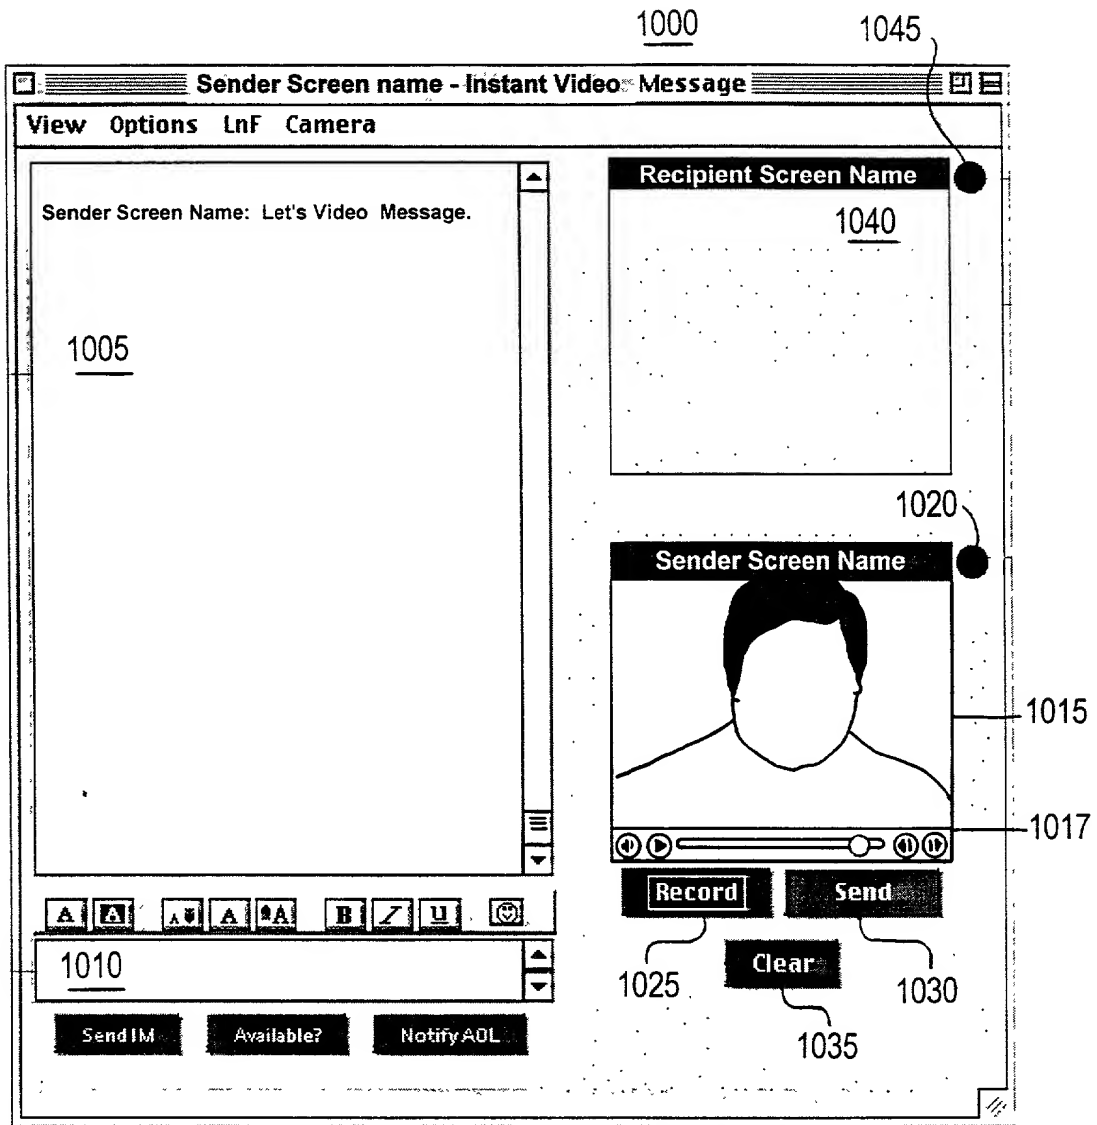 1000
1045
Sender Screen name - Instant Video Message
View Options LnF Camera
Recipient Screen Name
1040
Sender Screen Name: Let's Video Message.
1005
1020
Sender Screen Name
1015
1017
Record Send
A A A A A B I U
1010
Clear
1025 1030
Send IM Available? Notify AOL
1035